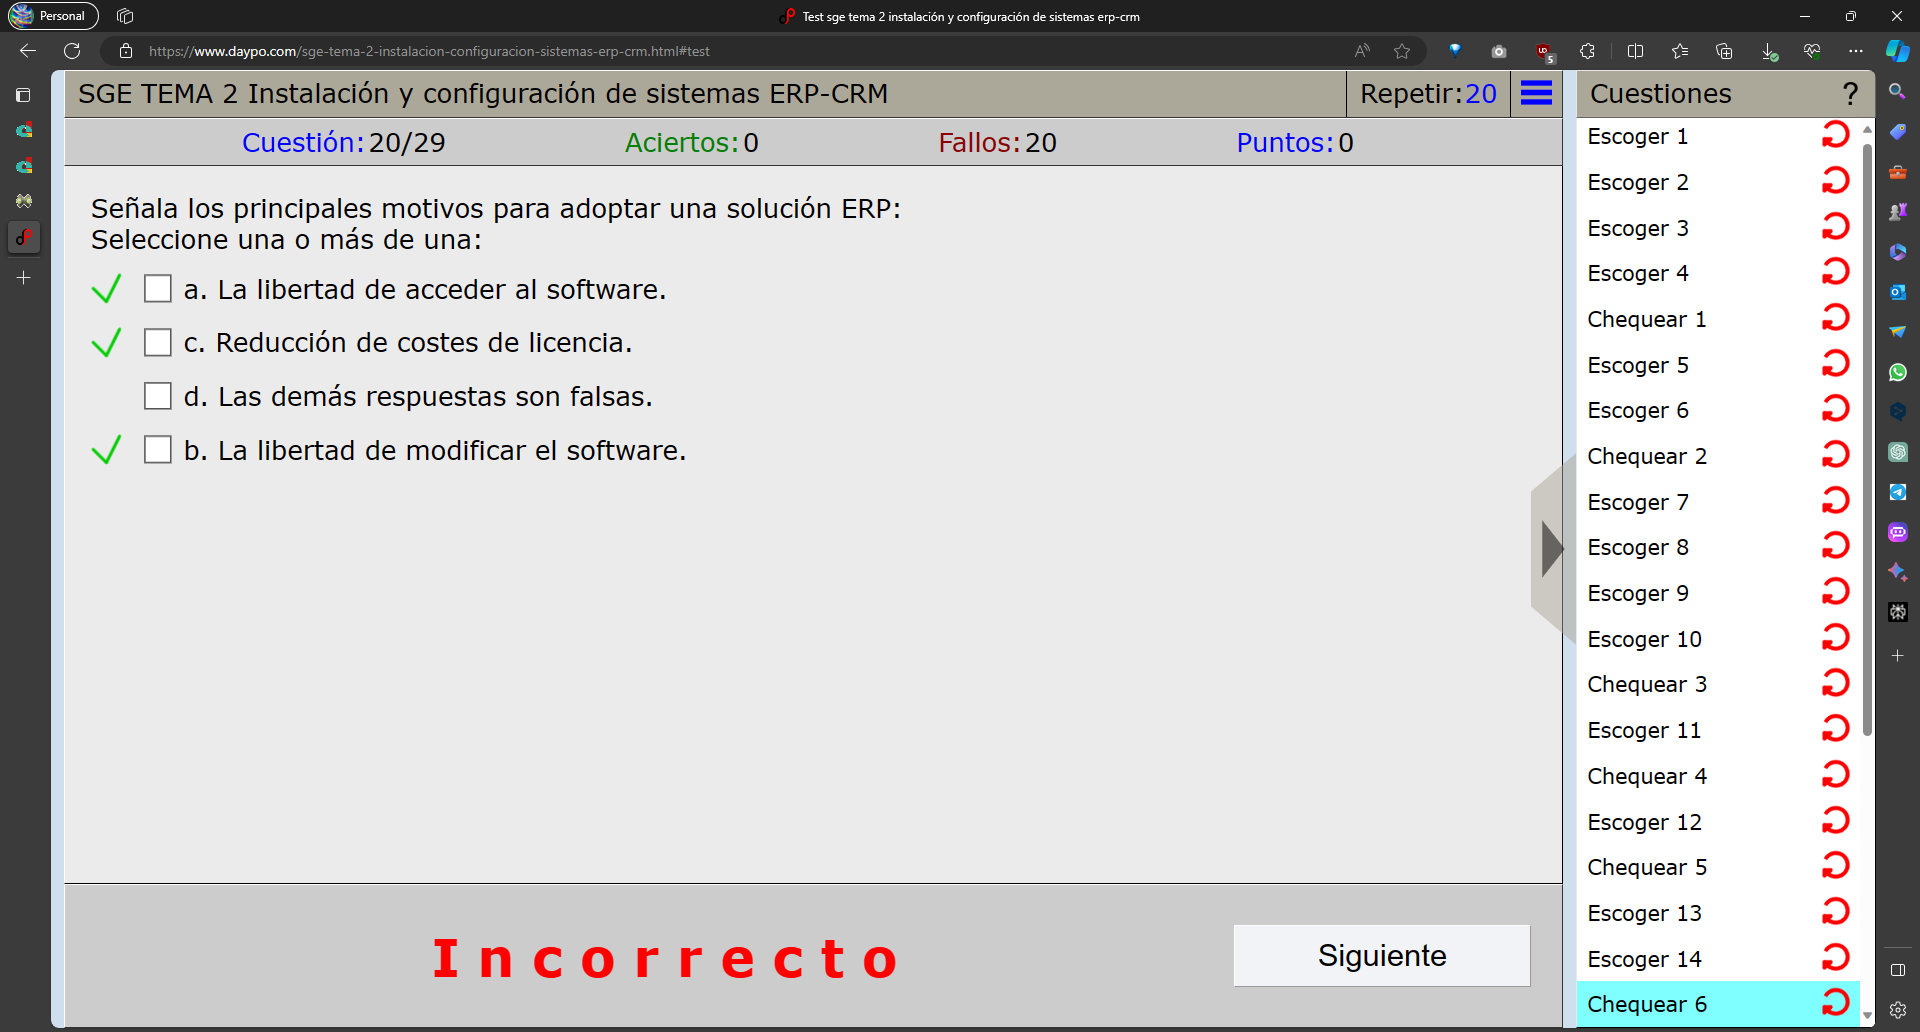 Personal
Test sge tema 2 instalación y configuración de sistemas erp-crm
https://www.daypo.com/sge-tema-2-instalacion-configuracion-sistemas-erp-crm.html#test
5
SGE TEMA 2 Instalación y configuración de sistemas ERP-CRM
Repetir:20
Cuestión:20/29
Aciertos:0
Fallos:20
Puntos:0
Señala los principales motivos para adoptar una solución ERP:
Seleccione una o más de una:
a. La libertad de acceder al software.
c. Reducción de costes de licencia.
d. Las demás respuestas son falsas.
b. La libertad de modificar el software.
Incorrecto
Siguiente
Cuestiones ?
Escoger 1
Escoger 2
Escoger 3
Escoger 4
Chequear 1
Escoger 5
Escoger 6
Chequear 2
Escoger 7
Escoger 8
Escoger 9
Escoger 10
Chequear 3
Escoger 11
Chequear 4
Escoger 12
Chequear 5
Escoger 13
Escoger 14
Chequear 6